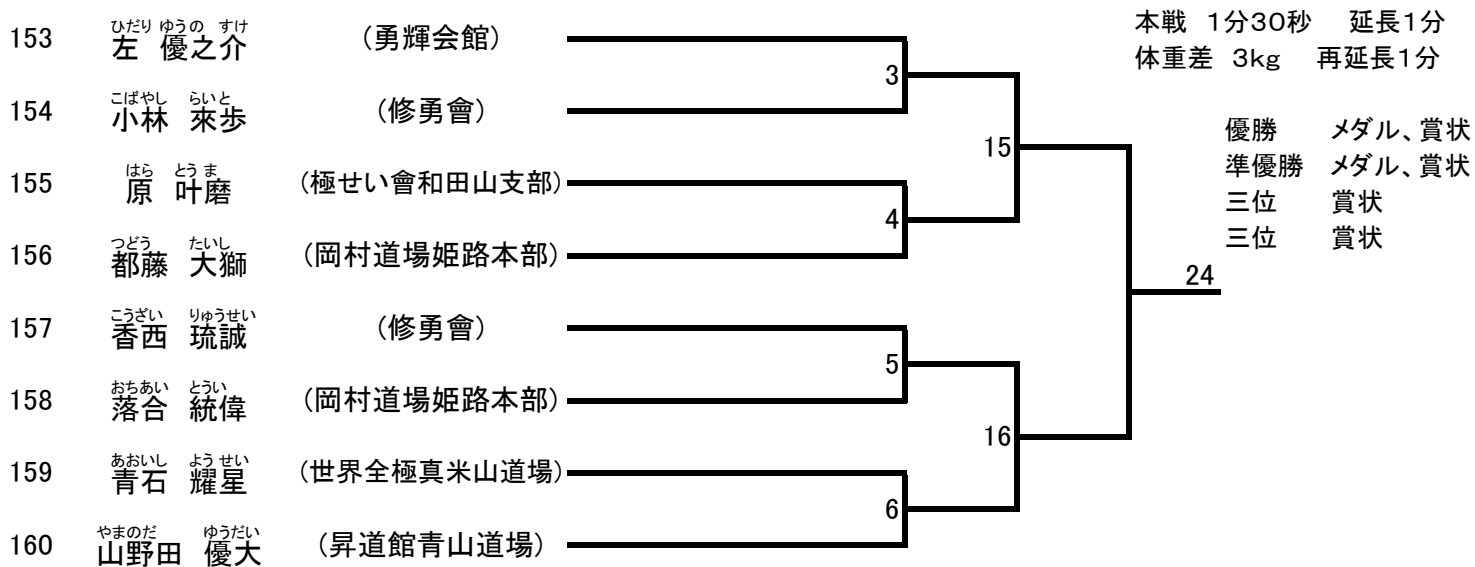 本戦 1分30秒 延長1分
体重差 3kg 再延長1分
優勝 メダル、賞状
準優勝 メダル、賞状
三位 賞状
三位 賞状
ひだり ゆうの すけ
153 左 優之介 (勇輝会館)
3
こばやし らいと
154 小林 來歩 (修勇會)
15
はら とうま
155 原 叶磨 (極せい會和田山支部)
4
つどう たいし
156 都藤 大獅 (岡村道場姫路本部)
24
こうざい りゅうせい
157 香西 琉誠 (修勇會)
5
おちあい とうい
158 落合 統偉 (岡村道場姫路本部)
16
あおいし ようせい
159 青石 耀星 (世界全極真米山道場)
6
やまのだ ゆうだい
160 山野田 優大 (昇道館青山道場)